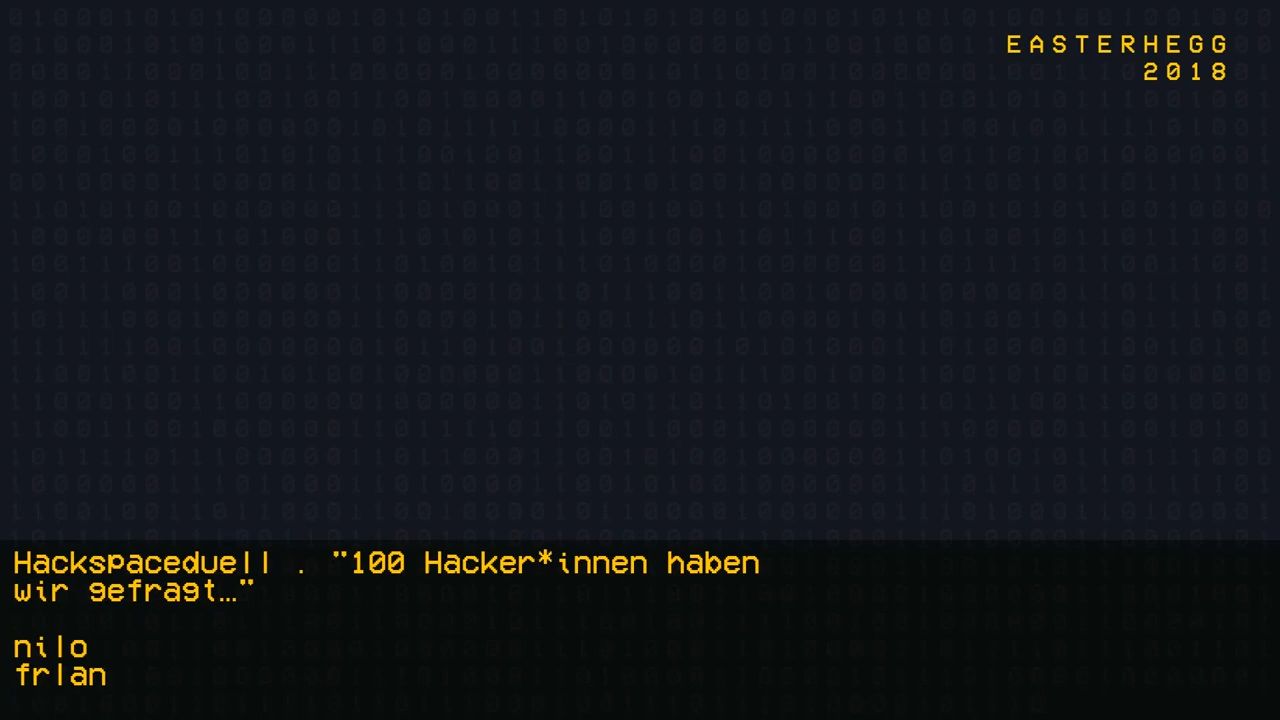 EASTERHEGG
2018
Hackspaceduell . "100 Hacker*innen haben
wir gefragt…"
nilo
frlan